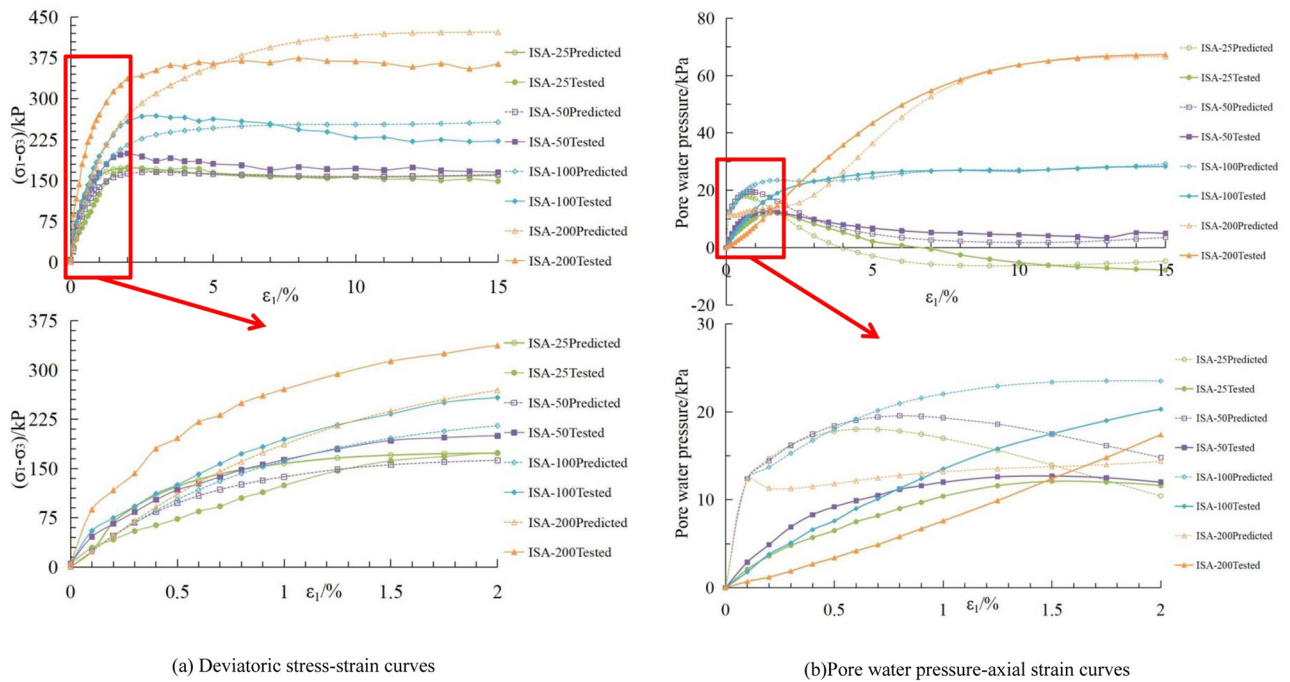 450
375
300
225
150
75
0
(σ1-σ3)/kP
0
5
10
15
ε1/%
ISA-25Predicted
ISA-25Tested
ISA-50Predicted
ISA-50Tested
ISA-100Predicted
ISA-100Tested
ISA-200Predicted
ISA-200Tested
80
60
40
20
0
-20
Pore water pressure/kPa
0
5
10
15
ε1/%
ISA-25Predicted
ISA-25Tested
ISA-50Predicted
ISA-50Tested
ISA-100Predicted
ISA-100Tested
ISA-200Predicted
ISA-200Tested
375
300
225
150
75
0
(σ1-σ3)/kP
0
0.5
1
1.5
2
ε1/%
ISA-25Predicted
ISA-25Tested
ISA-50Predicted
ISA-50Tested
ISA-100Predicted
ISA-100Tested
ISA-200Predicted
ISA-200Tested
30
20
10
0
Pore water pressure/kPa
0
0.5
1
1.5
2
ε1/%
ISA-25Predicted
ISA-25Tested
ISA-50Predicted
ISA-50Tested
ISA-100Predicted
ISA-100Tested
ISA-200Predicted
ISA-200Tested
(a) Deviatoric stress-strain curves
(b)Pore water pressure-axial strain curves